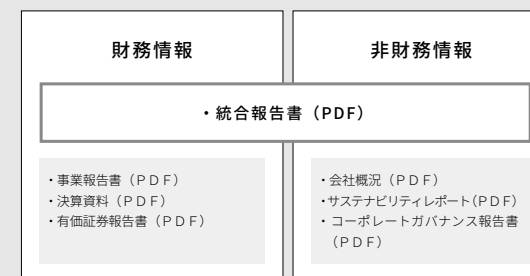 財務情報
非財務情報
・統合報告書（PDF）
・事業報告書（ＰＤＦ）
・決算資料（ＰＤＦ）
・有価証券報告書（ＰＤＦ）
・会社概況（ＰＤＦ）
・サステナビリティレポート(ＰＤＦ)
・コーポレートガバナンス報告書
（ＰＤＦ）